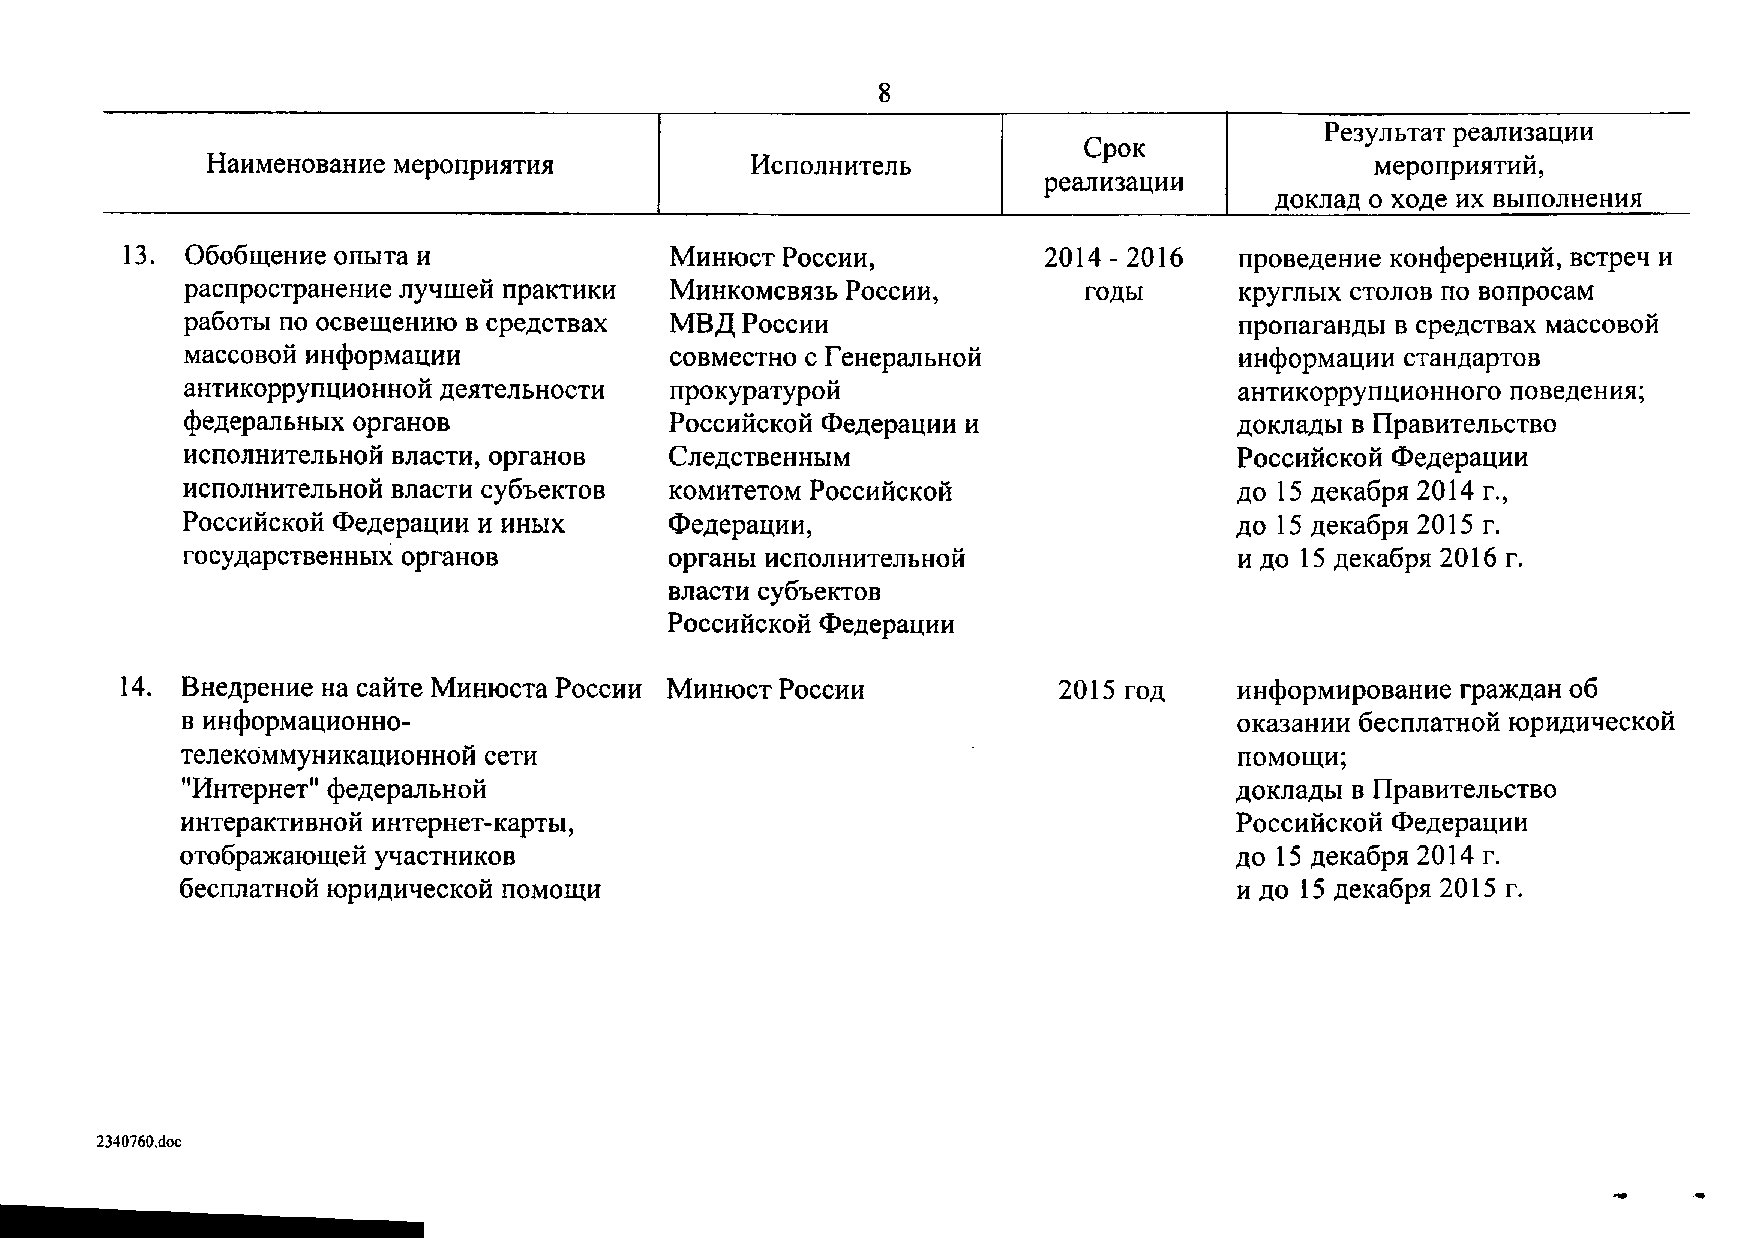 8
Наименование мероприятия
Исполнитель
Срок
реализации
Результат реализации
мероприятий,
доклад о ходе их выполнения
13. Обобщение опыта и
распространение лучшей практики
работы по освещению в средствах
массовой информации
антикоррупционной деятельности
федеральных органов
исполнительной власти, органов
исполнительной власти субъектов
Российской Федерации и иных
государственных органов
Минюст России,
Минкомсвязь России,
МВД России
совместно с Генеральной
прокуратурой
Российской Федерации и
Следственным
комитетом Российской
Федерации,
органы исполнительной
власти субъектов
Российской Федерации
2014 - 2016
годы
проведение конференций, встреч и
круглых столов по вопросам
пропаганды в средствах массовой
информации стандартов
антикоррупционного поведения;
доклады в Правительство
Российской Федерации
до 15 декабря 2014 г.,
до 15 декабря 2015 г.
и до 15 декабря 2016 г.
14. Внедрение на сайте Минюста России
в информационно-
телекоммуникационной сети
"Интернет" федеральной
интерактивной интернет-карты,
отображающей участников
бесплатной юридической помощи
Минюст России
2015 год
информирование граждан об
оказании бесплатной юридической
помощи;
доклады в Правительство
Российской Федерации
до 15 декабря 2014 г.
и до 15 декабря 2015 г.
2340760.doc